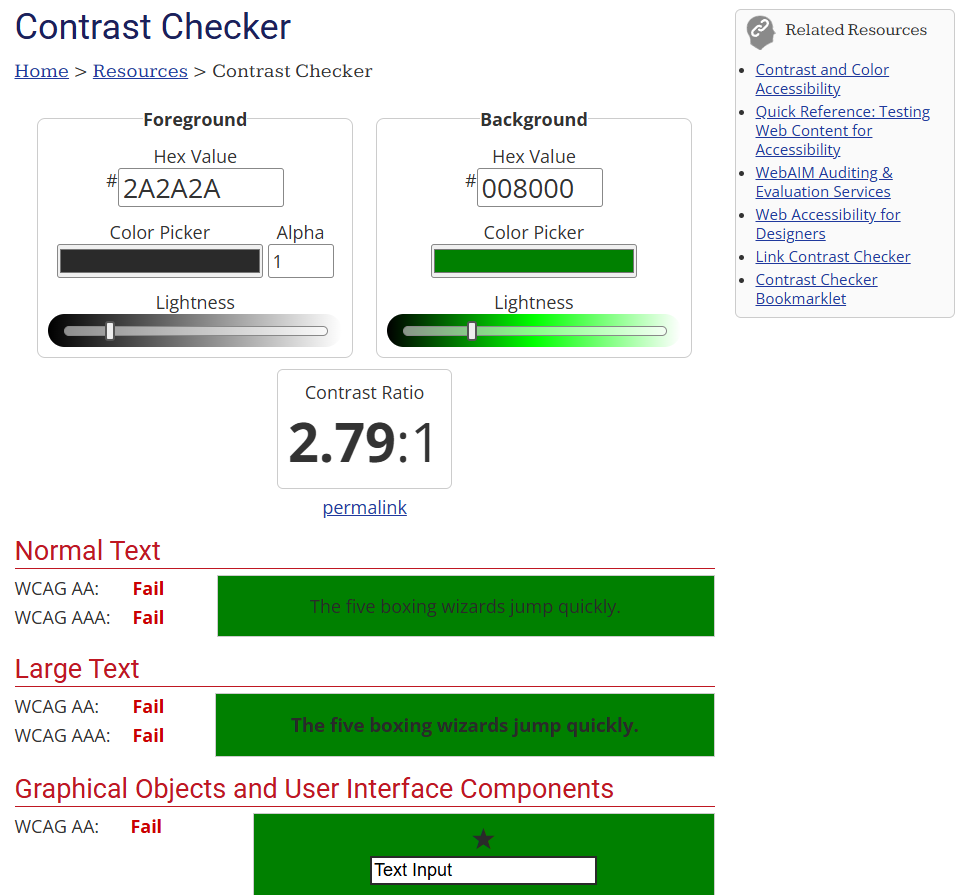 Contrast Checker
Home > Resources > Contrast Checker
Foreground
Hex Value
#2A2A2A
Color Picker
Alpha
1
Lightness
Background
Hex Value
#008000
Color Picker
Lightness
Contrast Ratio
2.79:1
permalink
Normal Text
WCAG AA: Fail
WCAG AAA: Fail
The five boxing wizards jump quickly.
Large Text
WCAG AA: Fail
WCAG AAA: Fail
The five boxing wizards jump quickly.
Graphical Objects and User Interface Components
WCAG AA: Fail
Text Input
Related Resources
Contrast and Color
Accessibility
Quick Reference: Testing
Web Content for
Accessibility
WebAIM Auditing &
Evaluation Services
Web Accessibility for
Designers
Link Contrast Checker
Contrast Checker
Bookmarklet